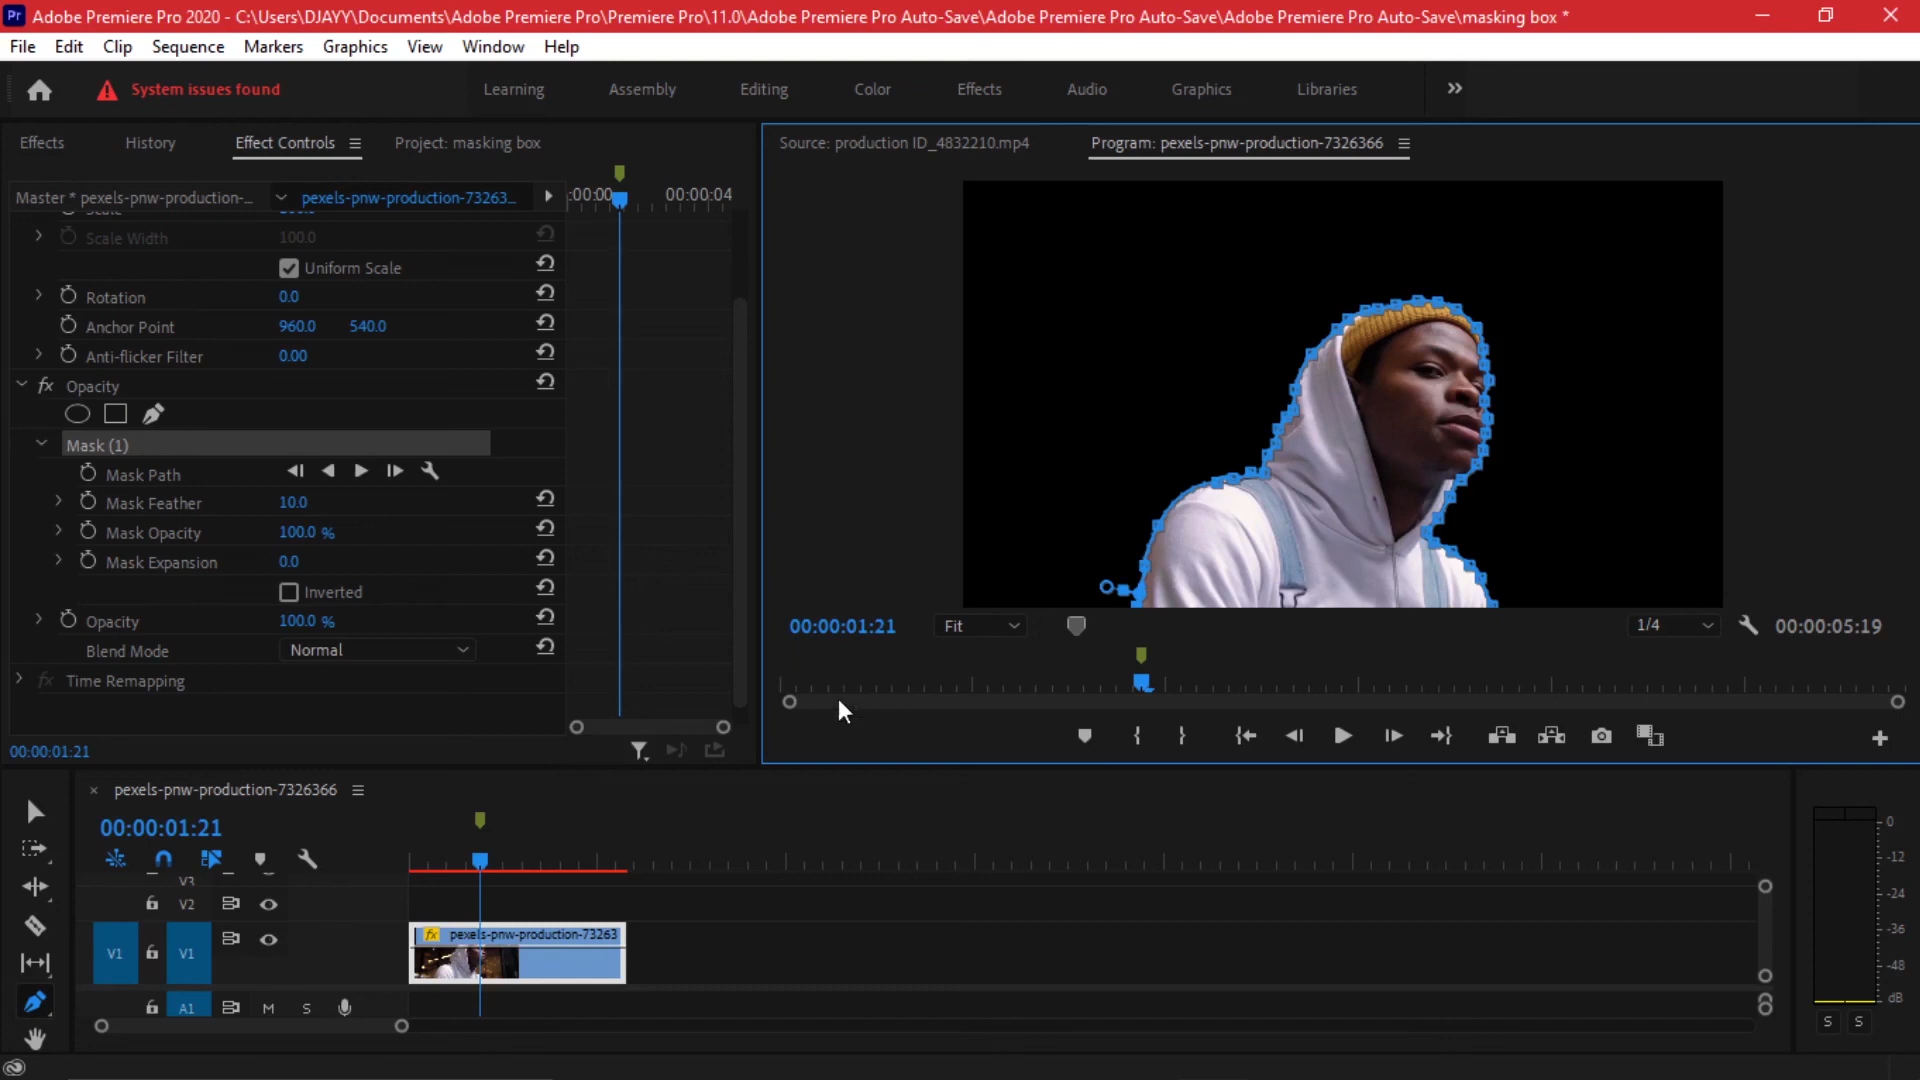 Pr Adobe Premiere Pro 2020 - C:\Users\DJAYY\Documents\Adobe Premiere Pro\Premiere Pro\11.0\Adobe Premiere Pro Auto-Save\Adobe Premiere Pro Auto-Save\Adobe Premiere Pro Auto-Save\masking box *
File Edit Clip Sequence Markers Graphics View Window Help
System issues found Learning Assembly Editing Color Effects Audio Graphics Libraries
Effects History Effect Controls Project: masking box
Source: production ID_4832210.mp4 Program: pexels-pnw-production-7326366
Master * pexels-pnw-production-... pexels-pnw-production-73263... :00:00 00:00:04
Scale
Scale Width 100.0
Uniform Scale
Rotation 0.0
Anchor Point 960.0 540.0
Anti-flicker Filter 0.00
fx Opacity
Mask (1)
Mask Path
Mask Feather 10.0
Mask Opacity 100.0 %
Mask Expansion 0.0
Inverted
Opacity 100.0 %
Blend Mode Normal
fx Time Remapping
00:00:01:21
00:00:01:21 Fit 1/4 00:00:05:19
pexels-pnw-production-7326366
00:00:01:21
V3
V2
V1 V1
fx pexels-pnw-production-73263
A1 M S
0
-12
-24
-36
-48
dB
S S